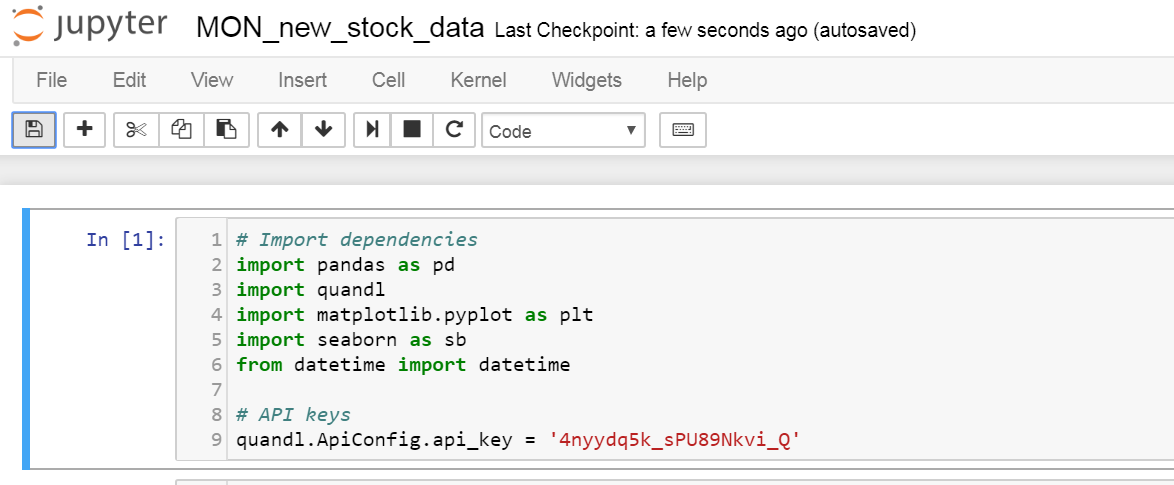 jupyter MON_new_stock_data Last Checkpoint: a few seconds ago (autosaved)
File Edit View Insert Cell Kernel Widgets Help
Code
In [1]:
1 # Import dependencies
2 import pandas as pd
3 import quandl
4 import matplotlib.pyplot as plt
5 import seaborn as sb
6 from datetime import datetime
7
8 # API keys
9 quandl.ApiConfig.api_key = '4nyydq5k_sPU89Nkvi_Q'